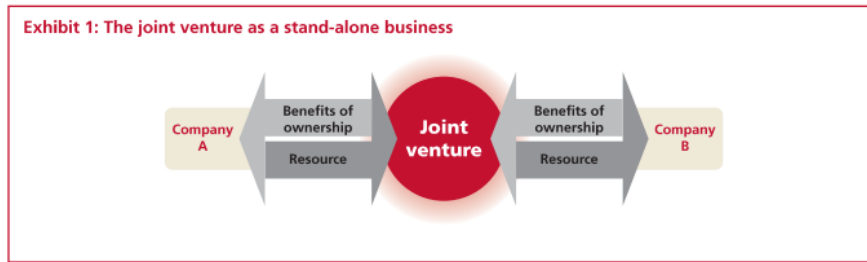 Exhibit 1: The joint venture as a stand-alone business
Company
A
Benefits of
ownership
Resource
Joint
venture
Benefits of
ownership
Resource
Company
B